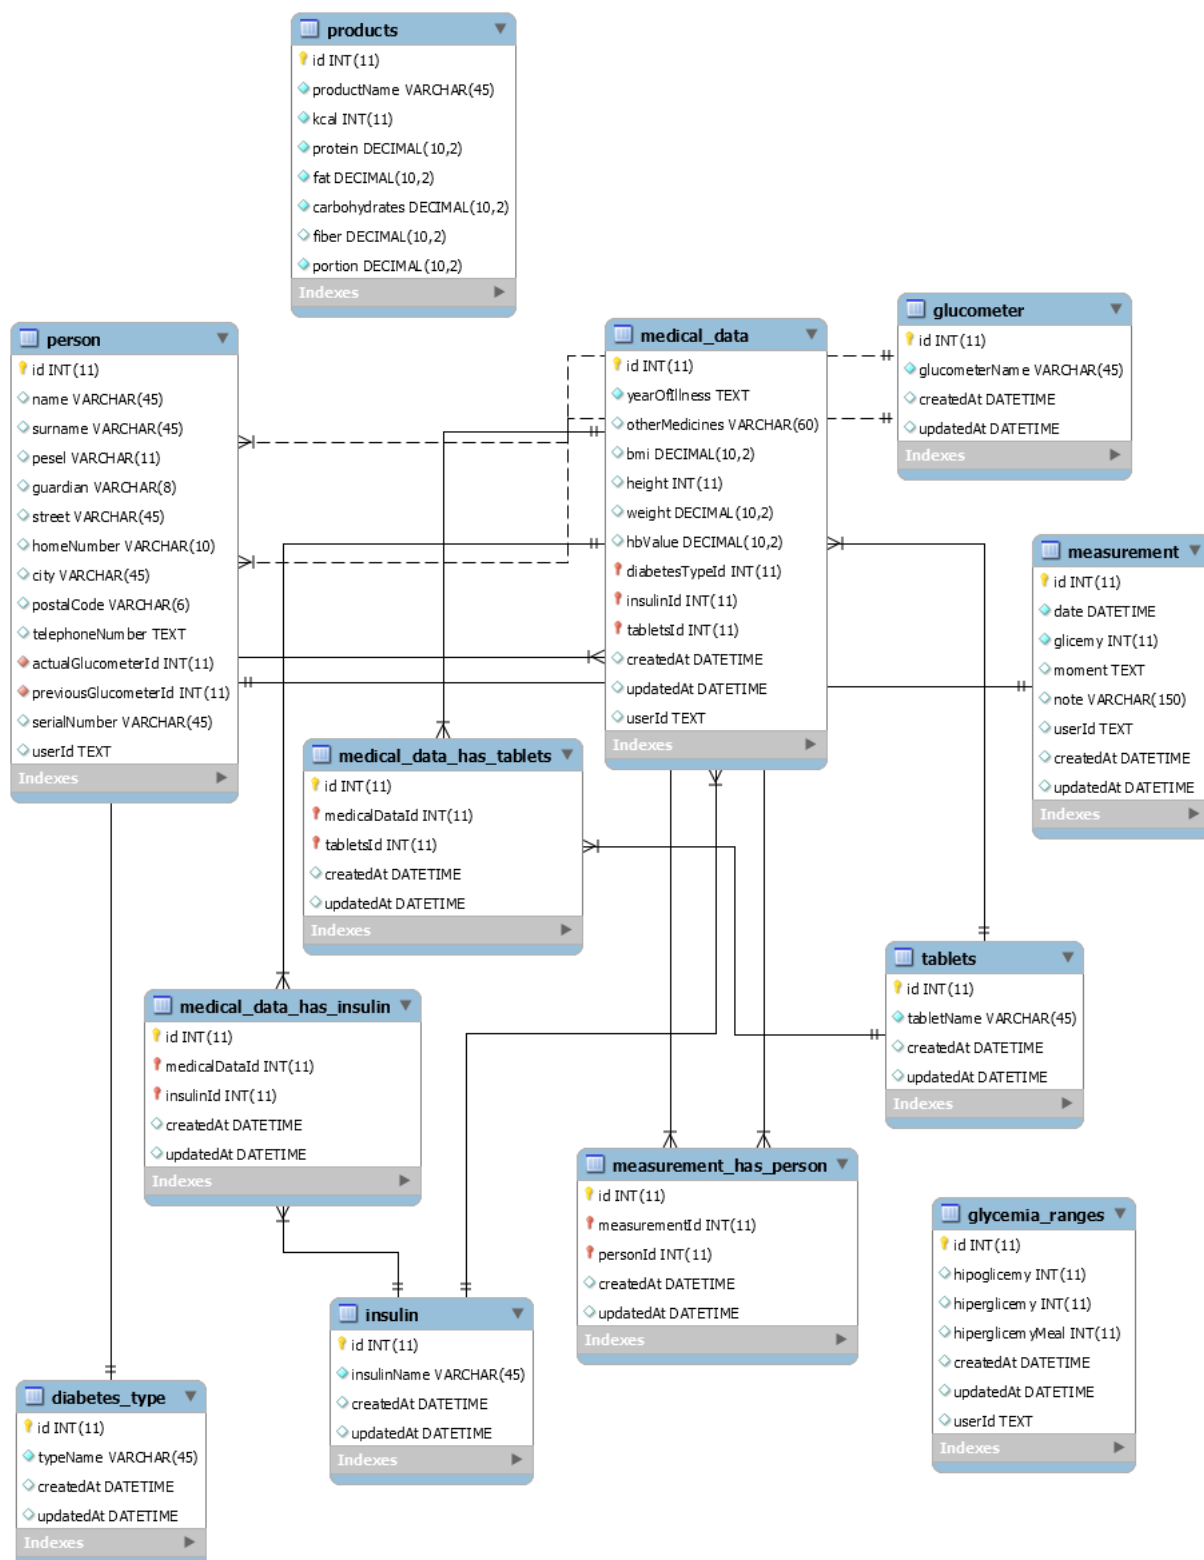 products
id INT(11)
productName VARCHAR(45)
kcal INT(11)
protein DECIMAL(10,2)
fat DECIMAL(10,2)
carbohydrates DECIMAL(10,2)
fiber DECIMAL(10,2)
portion DECIMAL(10,2)
Indexes
person
id INT(11)
name VARCHAR(45)
surname VARCHAR(45)
pesel VARCHAR(11)
guardian VARCHAR(8)
street VARCHAR(45)
homeNumber VARCHAR(10)
city VARCHAR(45)
postalCode VARCHAR(6)
telephoneNumber TEXT
actualGlucometerId INT(11)
previousGlucometerId INT(11)
serialNumber VARCHAR(45)
userId TEXT
Indexes
medical_data
id INT(11)
yearOfIllness TEXT
otherMedicines VARCHAR(60)
bmi DECIMAL(10,2)
height INT(11)
weight DECIMAL(10,2)
hbValue DECIMAL(10,2)
diabetesTypeId INT(11)
insulinId INT(11)
tabletsId INT(11)
createdAt DATETIME
updatedAt DATETIME
userId TEXT
Indexes
glucometer
id INT(11)
glucometerName VARCHAR(45)
createdAt DATETIME
updatedAt DATETIME
Indexes
measurement
id INT(11)
date DATETIME
glicemy INT(11)
moment TEXT
note VARCHAR(150)
userId TEXT
createdAt DATETIME
updatedAt DATETIME
Indexes
medical_data_has_tablets
id INT(11)
medicalDataId INT(11)
tabletsId INT(11)
createdAt DATETIME
updatedAt DATETIME
Indexes
tablets
id INT(11)
tabletName VARCHAR(45)
createdAt DATETIME
updatedAt DATETIME
Indexes
medical_data_has_insulin
id INT(11)
medicalDataId INT(11)
insulinId INT(11)
createdAt DATETIME
updatedAt DATETIME
Indexes
measurement_has_person
id INT(11)
measurementId INT(11)
personId INT(11)
createdAt DATETIME
updatedAt DATETIME
Indexes
glycemia_ranges
id INT(11)
hipoglicemy INT(11)
hiperglicemy INT(11)
hiperglicemyMeal INT(11)
createdAt DATETIME
updatedAt DATETIME
userId TEXT
Indexes
insulin
id INT(11)
insulinName VARCHAR(45)
createdAt DATETIME
updatedAt DATETIME
Indexes
diabetes_type
id INT(11)
typeName VARCHAR(45)
createdAt DATETIME
updatedAt DATETIME
Indexes